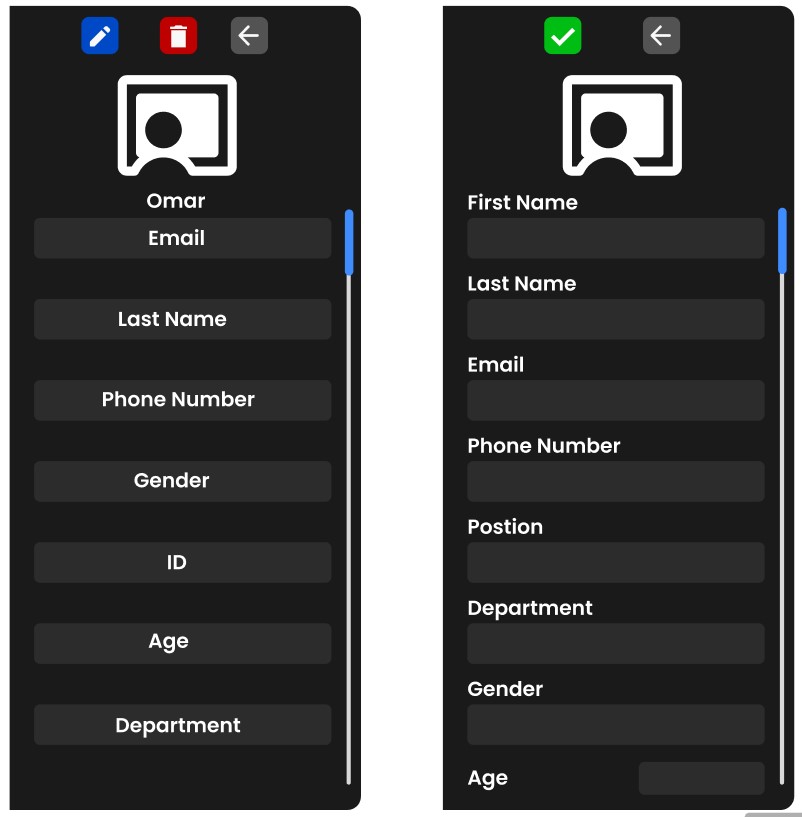 Omar
Email
Last Name
Phone Number
Gender
ID
Age
Department
First Name
Last Name
Email
Phone Number
Postion
Department
Gender
Age